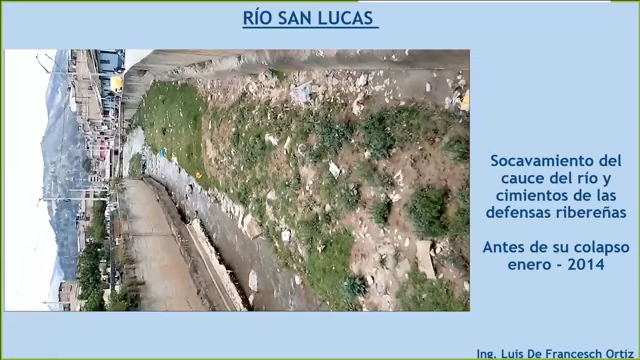 RÍO SAN LUCAS
Socavamiento del
cauce del río y
cimientos de las
defensas ribereñas
Antes de su colapso
enero - 2014
Ing. Luis De Francesch Ortiz